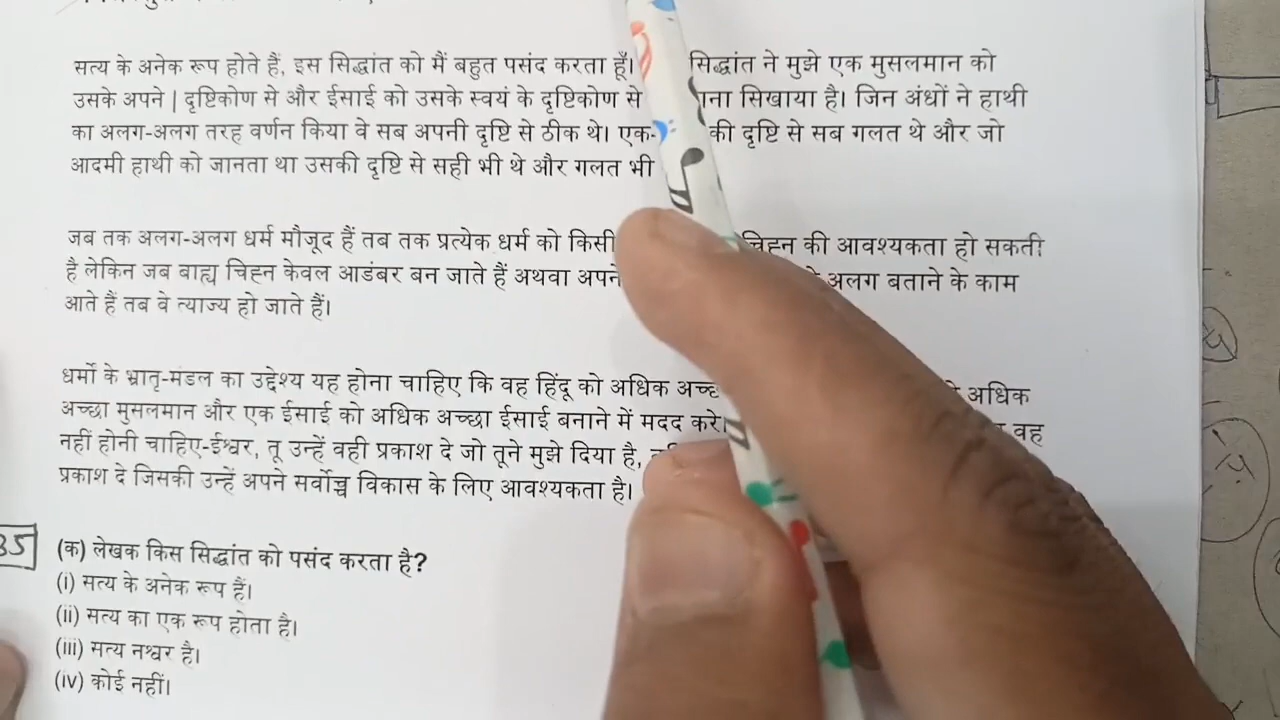 सत्य के अनेक रूप होते हैं, इस सिद्धांत को मैं बहुत पसंद करता हूँ। सिद्धांत ने मुझे एक मुसलमान को
उसके अपने | दृष्टिकोण से और ईसाई को उसके स्वयं के दृष्टिकोण से सिखाया है। जिन अंधों ने हाथी
का अलग-अलग तरह वर्णन किया वे सब अपनी दृष्टि से ठीक थे। एक- की दृष्टि से सब गलत थे और जो
आदमी हाथी को जानता था उसकी दृष्टि से सही भी थे और गलत भी
जब तक अलग-अलग धर्म मौजूद हैं तब तक प्रत्येक धर्म को किसी चिह्न की आवश्यकता हो सकती
है लेकिन जब बाह्य चिह्न केवल आडंबर बन जाते हैं अथवा अपने अलग बताने के काम
आते हैं तब वे त्याज्य हो जाते हैं।
धर्मो के भ्रातृ-मंडल का उद्देश्य यह होना चाहिए कि वह हिंदू को अधिक अधिक
अच्छा मुसलमान और एक ईसाई को अधिक अच्छा ईसाई बनाने में मदद करे। वह
नहीं होनी चाहिए-ईश्वर, तू उन्हें वही प्रकाश दे जो तूने मुझे दिया है,
प्रकाश दे जिसकी उन्हें अपने सर्वोच्च विकास के लिए आवश्यकता है।
35 (क) लेखक किस सिद्धांत को पसंद करता है?
(i) सत्य के अनेक रूप हैं।
(ii) सत्य का एक रूप होता है।
(iii) सत्य नश्वर है।
(iv) कोई नहीं।